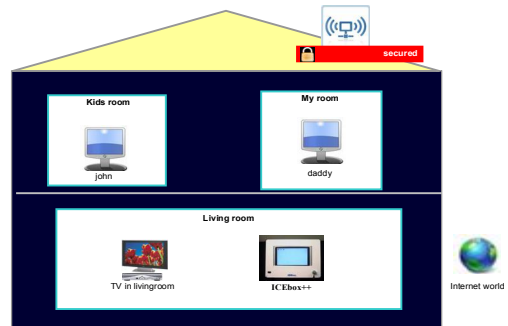 secured
Kids room
My room
john
daddy
Living room
TV in livingroom
ICEbox++
Internet world